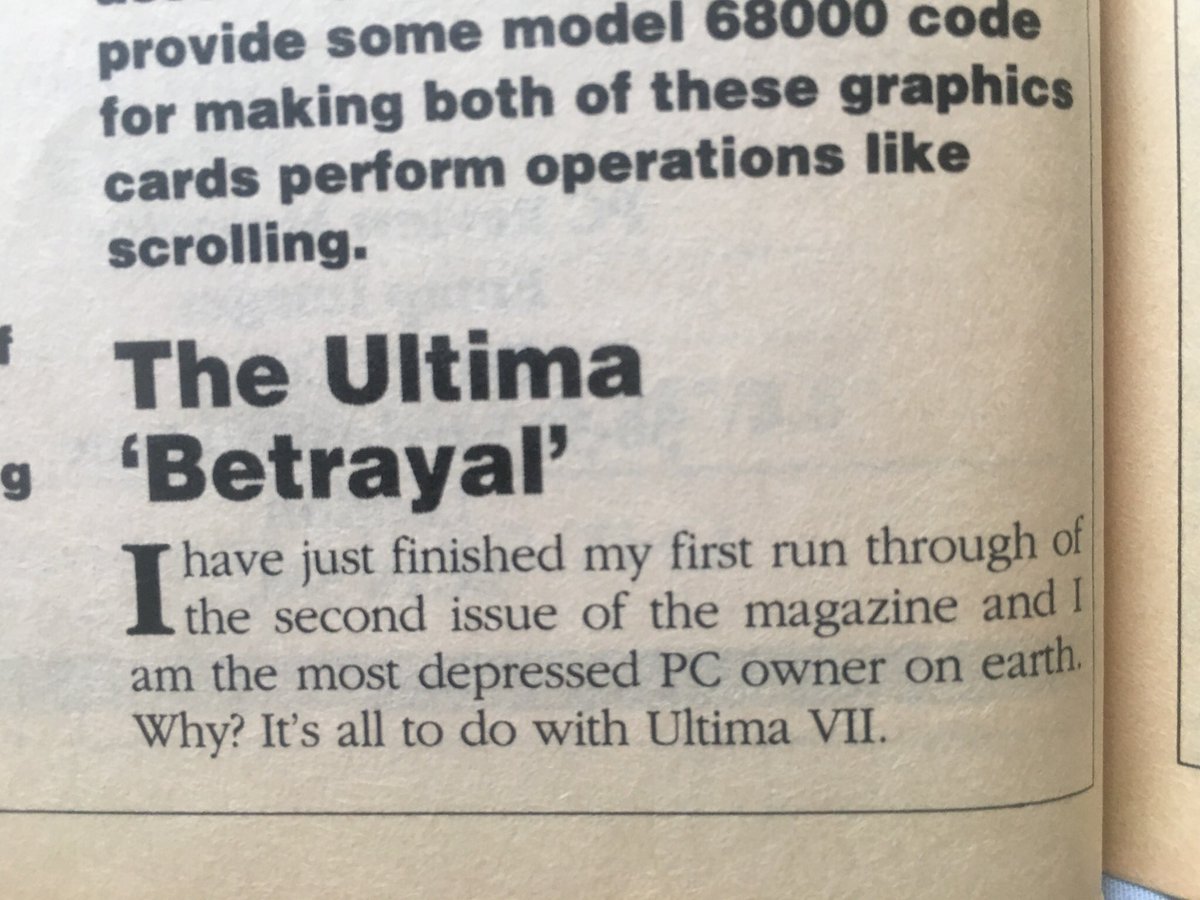 provide some model 68000 code
for making both of these graphics
cards perform operations like
scrolling.
The Ultima
‘Betrayal’
I have just finished my first run through of
the second issue of the magazine and I
am the most depressed PC owner on earth.
Why? It’s all to do with Ultima VII.
f
g